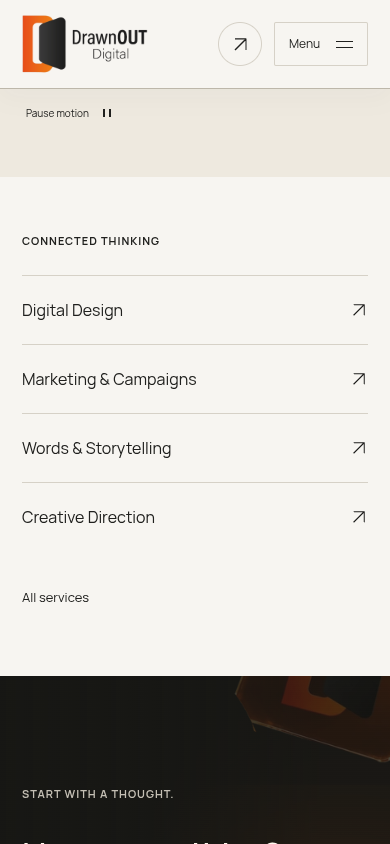 DrawnOUT
Digital
Menu
Pause motion
CONNECTED THINKING
Digital Design
Marketing & Campaigns
Words & Storytelling
Creative Direction
All services
START WITH A THOUGHT.